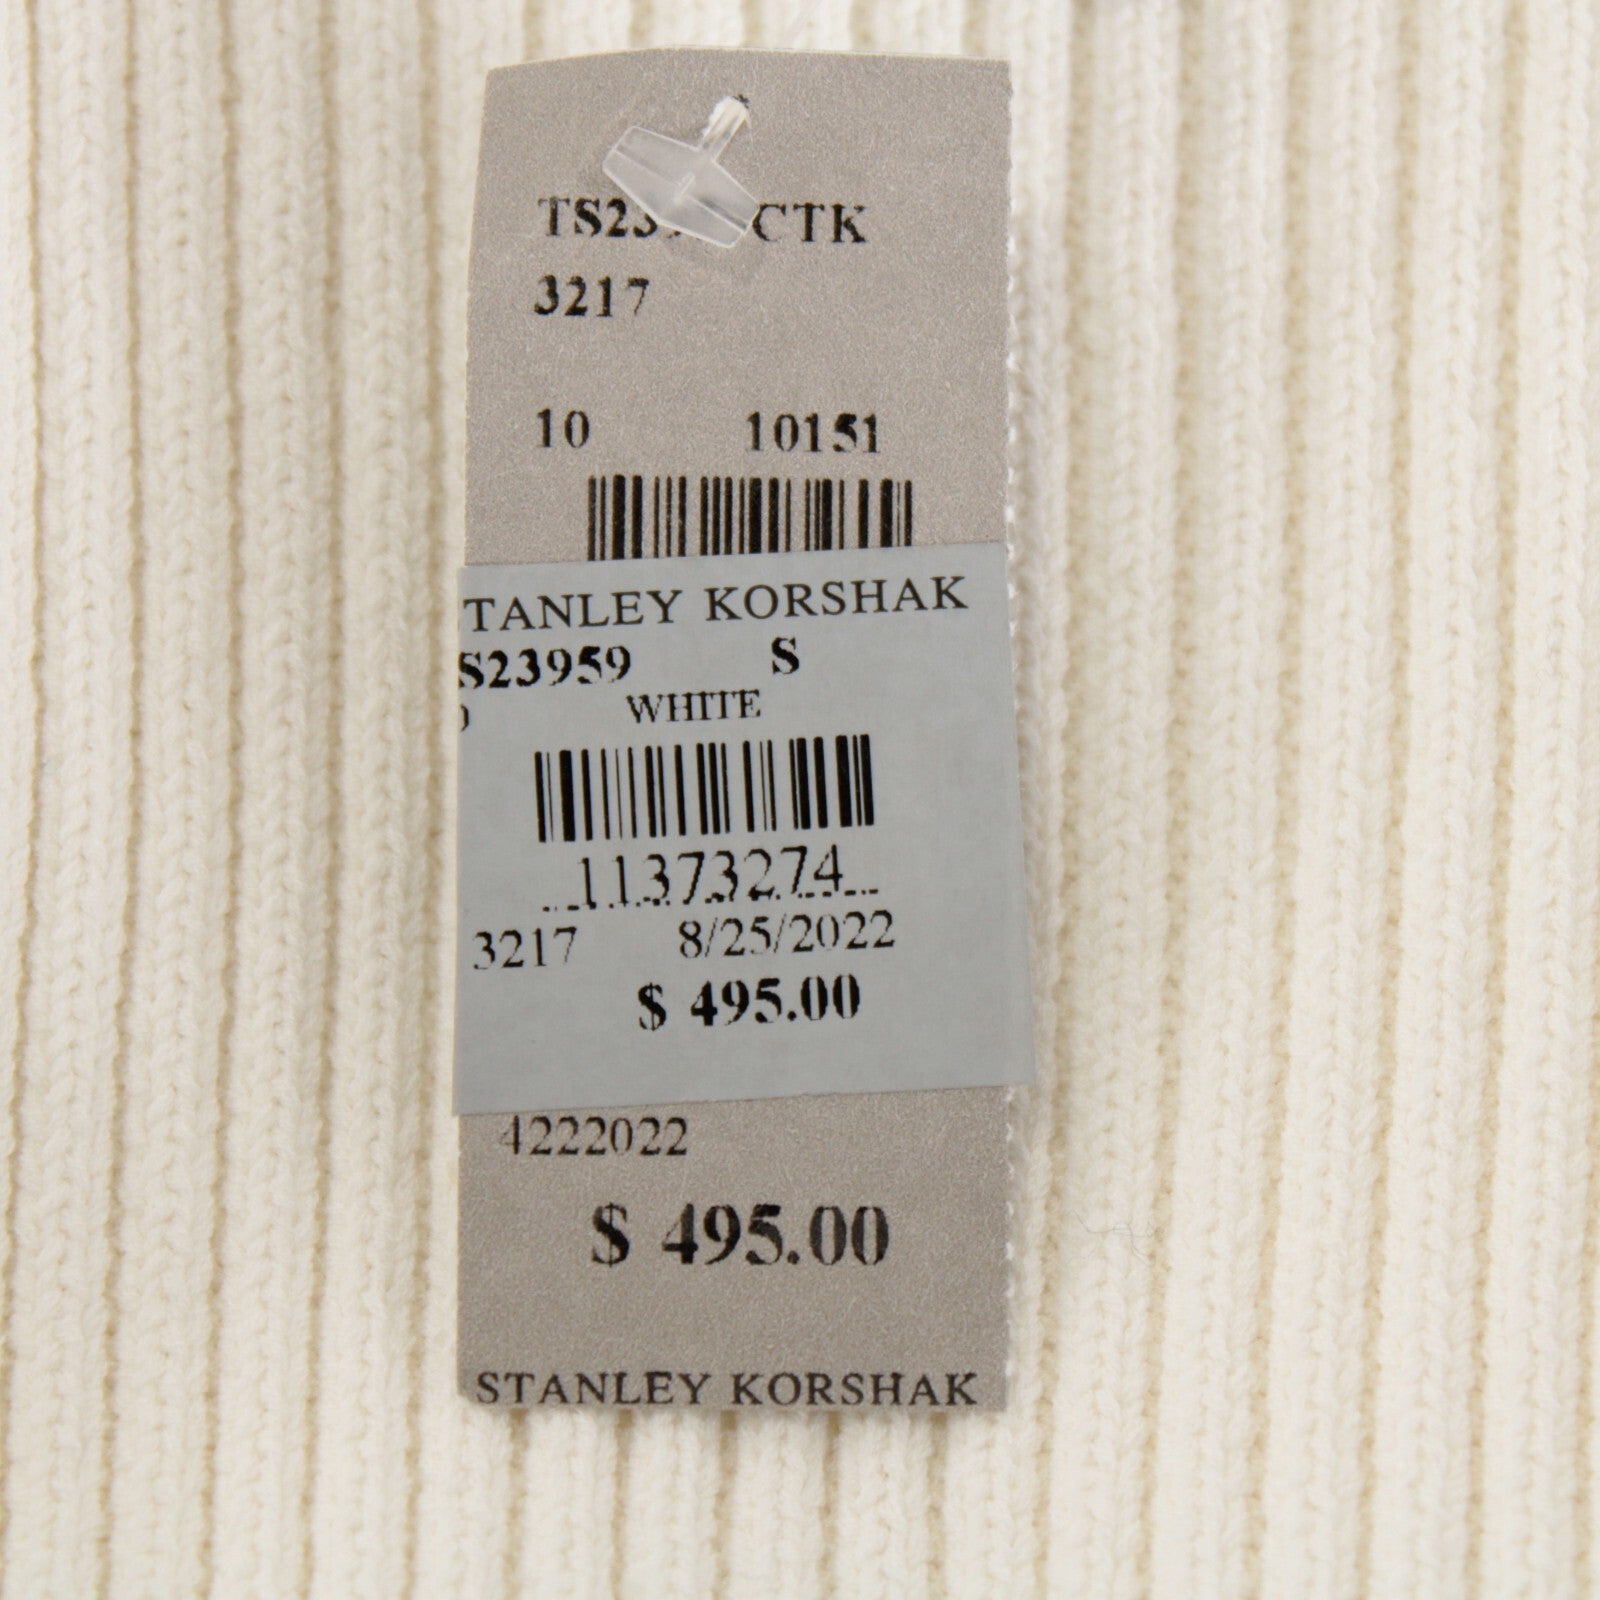 CTK
3217
10 10151
TANLEY KORSHAK
S23959 S
WHITE
11373274
3217 8/25/2022
$ 495.00
4222022
$ 495.00
STANLEY KORSHAK